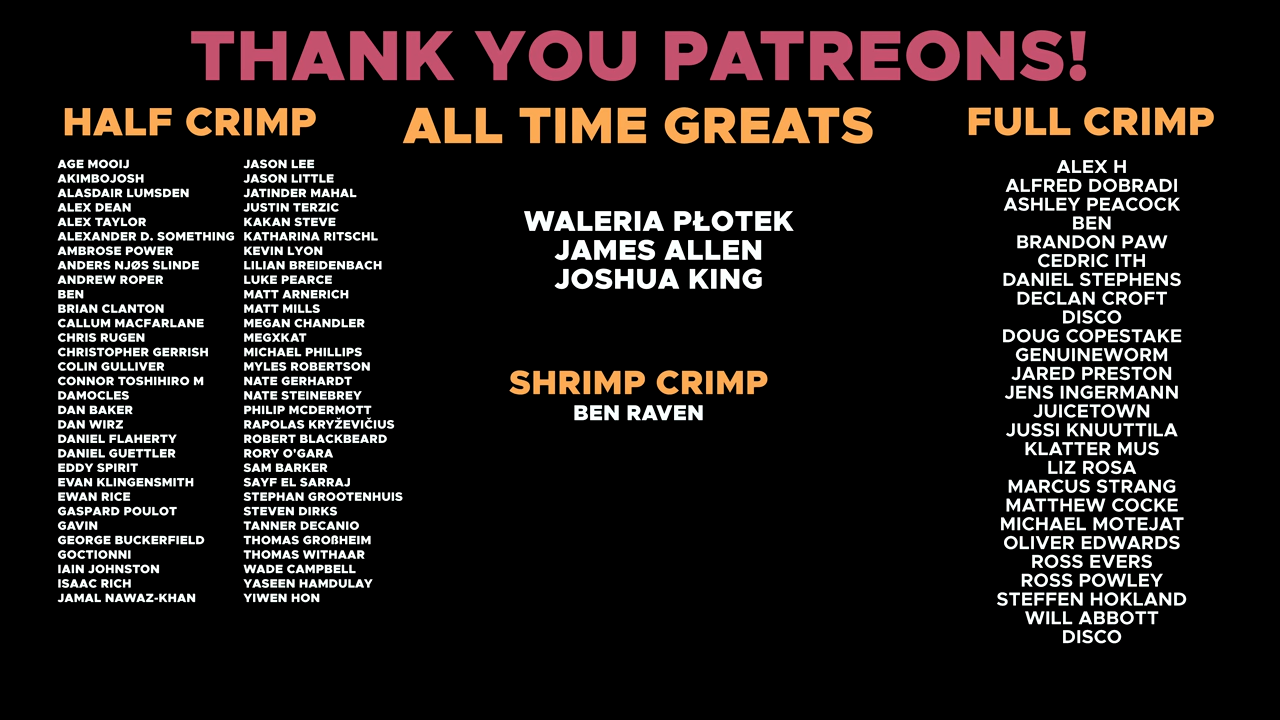 THANK YOU PATREONS!
HALF CRIMP
AGE MOOIJ
AKIMBOJOSH
ALASDAIR LUMSDEN
ALEX DEAN
ALEX TAYLOR
ALEXANDER D. SOMETHING
AMBROSE POWER
ANDERS NJØS SLINDE
ANDREW ROPER
BEN
BRIAN CLANTON
CALLUM MACFARLANE
CHRIS RUGEN
CHRISTOPHER GERRISH
COLIN GULLIVER
CONNOR TOSHIHIRO M
DAMOCLES
DAN BAKER
DAN WIRZ
DANIEL FLAHERTY
DANIEL GUETTLER
EDDY SPIRIT
EVAN KLINGENSMITH
EWAN RICE
GASPARD POULOT
GAVIN
GEORGE BUCKERFIELD
GOCTIONNI
IAIN JOHNSTON
ISAAC RICH
JAMAL NAWAZ-KHAN
JASON LEE
JASON LITTLE
JATINDER MAHAL
JUSTIN TERZIC
KAKAN STEVE
KATHARINA RITSCHL
KEVIN LYON
LILIAN BREIDENBACH
LUKE PEARCE
MATT ARNERICH
MATT MILLS
MEGAN CHANDLER
MEGXKAT
MICHAEL PHILLIPS
MYLES ROBERTSON
NATE GERHARDT
NATE STEINEBREY
PHILIP MCDERMOTT
RAPOLAS KRYŽEVIČIUS
ROBERT BLACKBEARD
RORY O'GARA
SAM BARKER
SAYF EL SARRAJ
STEPHAN GROOTENHUIS
STEVEN DIRKS
TANNER DECANIO
THOMAS GROßHEIM
THOMAS WITHAAR
WADE CAMPBELL
YASEEN HAMDULAY
YIWEN HON
ALL TIME GREATS
WALERIA PŁOTEK
JAMES ALLEN
JOSHUA KING
SHRIMP CRIMP
BEN RAVEN
FULL CRIMP
ALEX H
ALFRED DOBRADI
ASHLEY PEACOCK
BEN
BRANDON PAW
CEDRIC ITH
DANIEL STEPHENS
DECLAN CROFT
DISCO
DOUG COPESTAKE
GENUINEWORM
JARED PRESTON
JENS INGERMANN
JUICETOWN
JUSSI KNUUTTILA
KLATTER MUS
LIZ ROSA
MARCUS STRANG
MATTHEW COCKE
MICHAEL MOTEJAT
OLIVER EDWARDS
ROSS EVERS
ROSS POWLEY
STEFFEN HOKLAND
WILL ABBOTT
DISCO